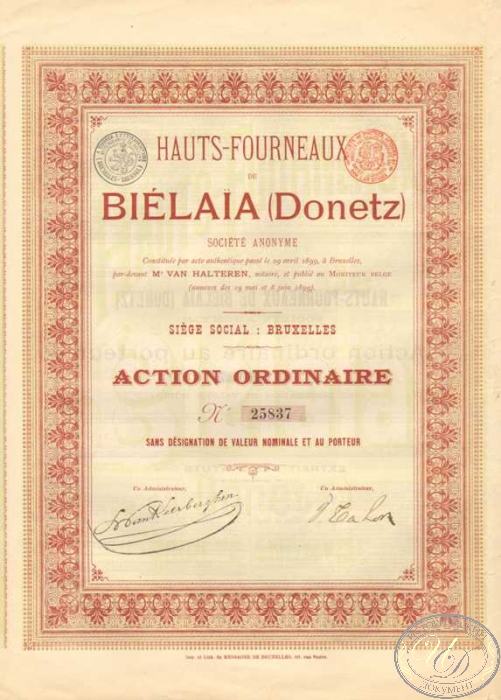 HAUTS-FOURNEAUX
DE
BIÉLAÏA (Donetz)
SOCIÉTÉ ANONYME
Constituée par acte authentique passé le 29 avril 1899, à Bruxelles,
par-devant Mᵉ VAN HALTEREN, notaire, et publié au MONITEUR BELGE
(annexes des 19 mai et 8 juin 1899).
SIÈGE SOCIAL : BRUXELLES
ACTION ORDINAIRE
Nº 25837
SANS DÉSIGNATION DE VALEUR NOMINALE ET AU PORTEUR
Un Administrateur, Un Administrateur,
ДОКУМЕНТ